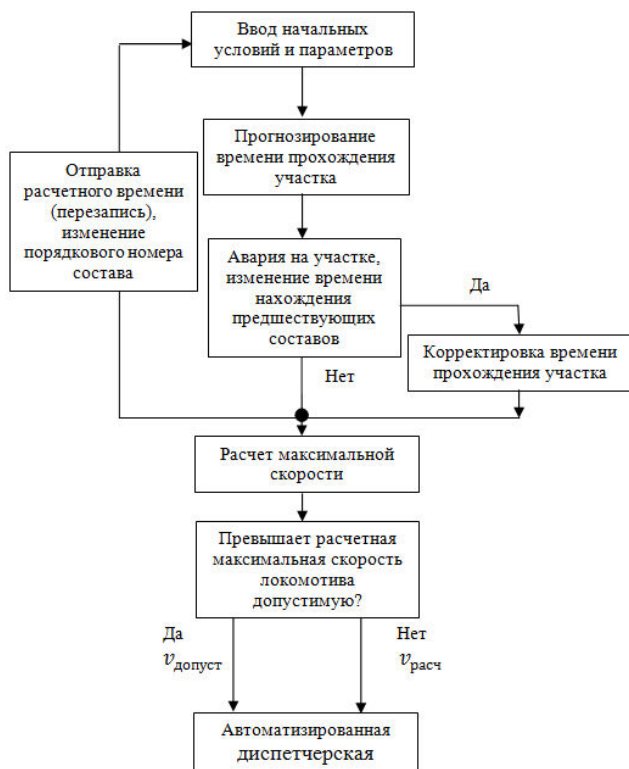 Ввод начальных
условий и параметров
Прогнозирование
времени прохождения
участка
Отправка
расчетного времени
(перезапись),
изменение
порядкового номера
состава
Авария на участке,
изменение времени
нахождения
предшествующих
составов
Да
Корректировка времени
прохождения участка
Нет
Расчет максимальной
скорости
Превышает расчетная
максимальная скорость
локомотива
допустимую?
Да
vдопуст
Нет
vрасч
Автоматизированная
диспетчерская